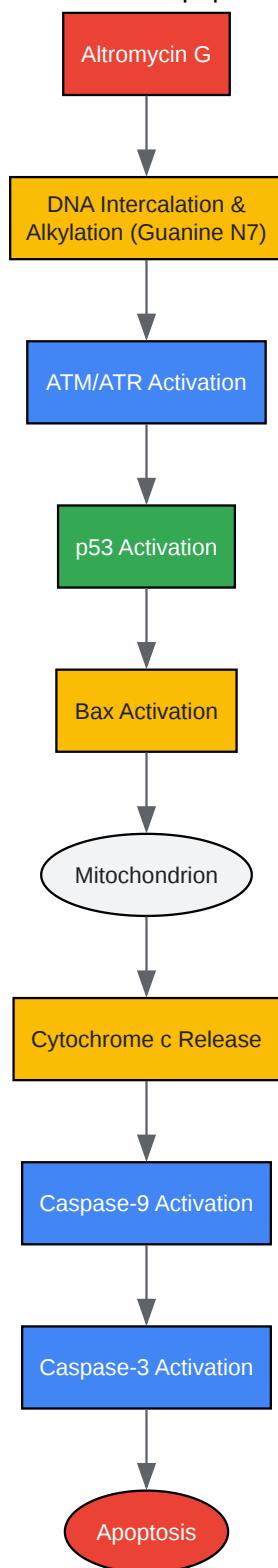 Altromycin G
DNA Intercalation &
Alkylation (Guanine N7)
ATM/ATR Activation
p53 Activation
Bax Activation
Mitochondrion
Cytochrome c Release
Caspase-9 Activation
Caspase-3 Activation
Apoptosis